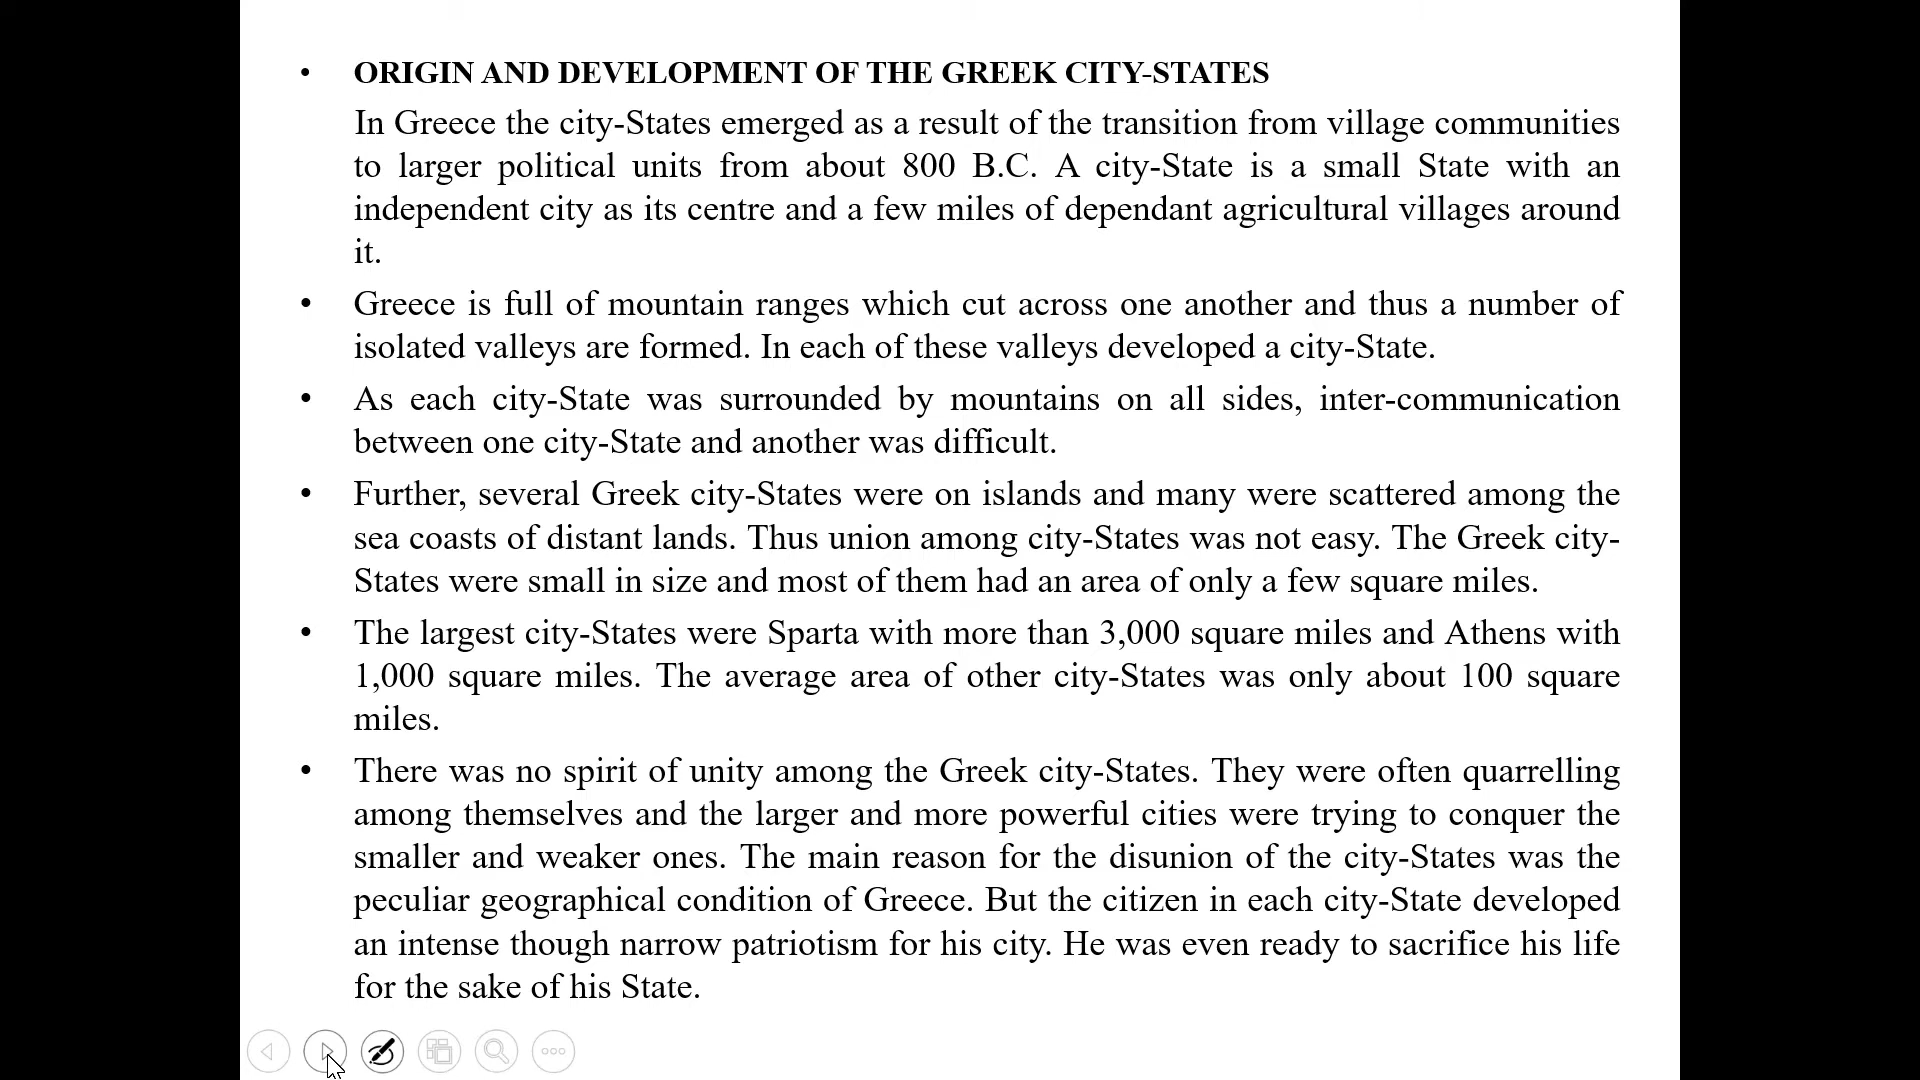 • ORIGIN AND DEVELOPMENT OF THE GREEK CITY-STATES
In Greece the city-States emerged as a result of the transition from village communities
to larger political units from about 800 B.C. A city-State is a small State with an
independent city as its centre and a few miles of dependant agricultural villages around
it.
• Greece is full of mountain ranges which cut across one another and thus a number of
isolated valleys are formed. In each of these valleys developed a city-State.
• As each city-State was surrounded by mountains on all sides, inter-communication
between one city-State and another was difficult.
• Further, several Greek city-States were on islands and many were scattered among the
sea coasts of distant lands. Thus union among city-States was not easy. The Greek city-
States were small in size and most of them had an area of only a few square miles.
• The largest city-States were Sparta with more than 3,000 square miles and Athens with
1,000 square miles. The average area of other city-States was only about 100 square
miles.
• There was no spirit of unity among the Greek city-States. They were often quarrelling
among themselves and the larger and more powerful cities were trying to conquer the
smaller and weaker ones. The main reason for the disunion of the city-States was the
peculiar geographical condition of Greece. But the citizen in each city-State developed
an intense though narrow patriotism for his city. He was even ready to sacrifice his life
for the sake of his State.